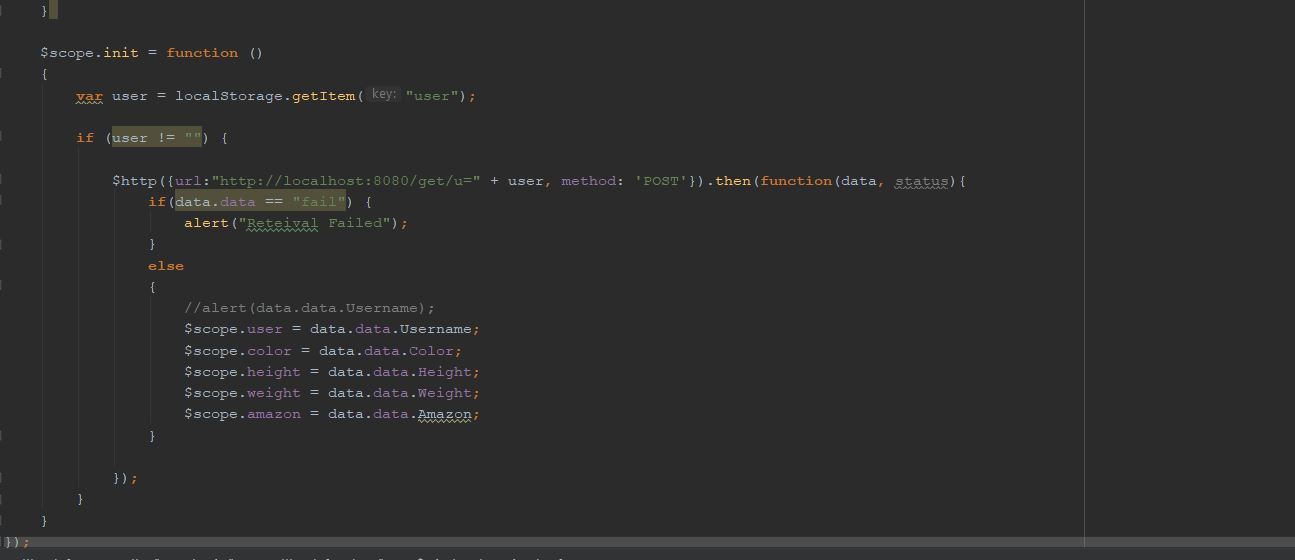 }
$scope.init = function ()
{
var user = localStorage.getItem( key: "user");
if (user != "") {
$http({url:"http://localhost:8080/get/u=" + user, method: 'POST'}).then(function(data, status){
if(data.data == "fail") {
alert("Reteival Failed");
}
else
{
//alert(data.data.Username);
$scope.user = data.data.Username;
$scope.color = data.data.Color;
$scope.height = data.data.Height;
$scope.weight = data.data.Weight;
$scope.amazon = data.data.Amazon;
}
});
}
}
});